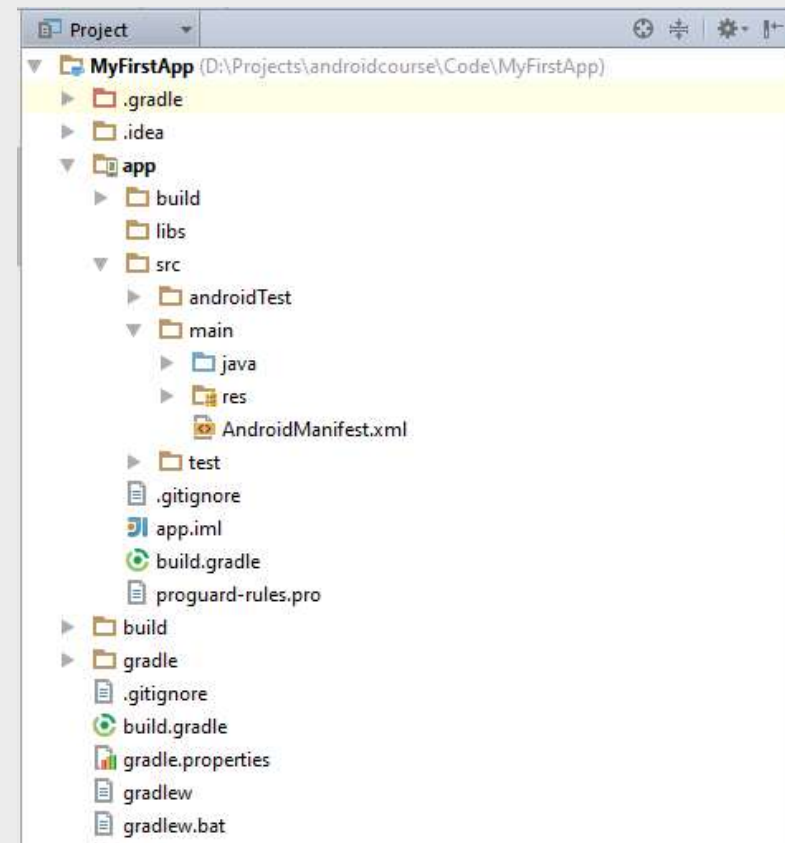 Project
MyFirstApp (D:\Projects\androidcourse\Code\MyFirstApp)
.gradle
.idea
app
build
libs
src
androidTest
main
java
res
AndroidManifest.xml
test
.gitignore
app.iml
build.gradle
proguard-rules.pro
build
gradle
.gitignore
build.gradle
gradle.properties
gradlew
gradlew.bat